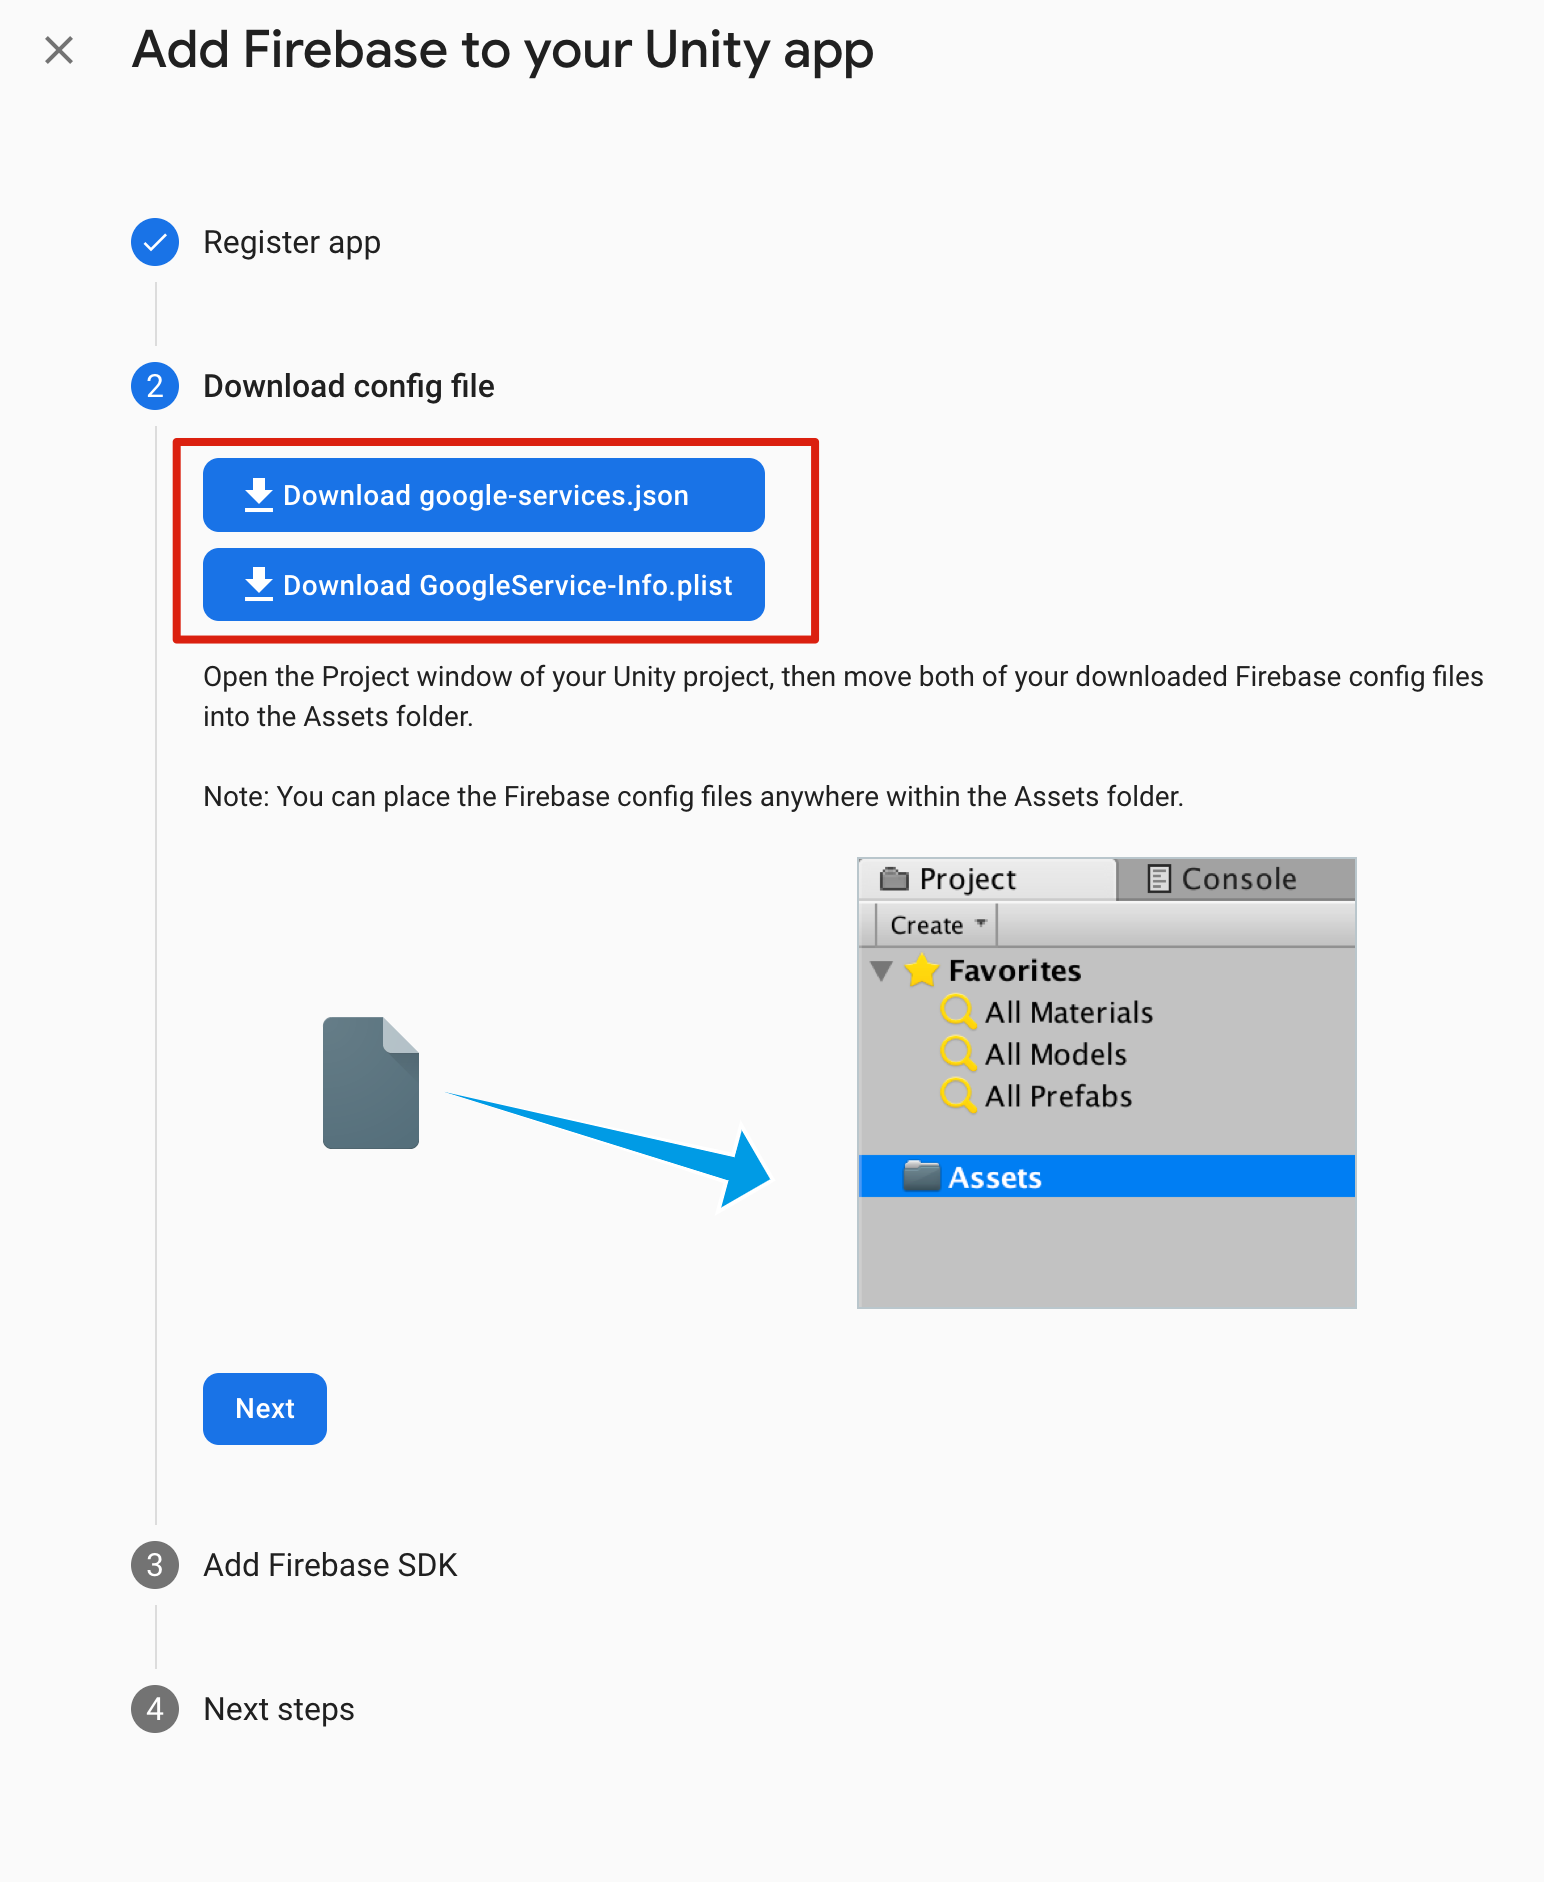 Add Firebase to your Unity app
Register app
2
Download config file
Download google-services.json
Download GoogleService-Info.plist
Open the Project window of your Unity project, then move both of your downloaded Firebase config files
into the Assets folder.
Note: You can place the Firebase config files anywhere within the Assets folder.
Project
Console
Create
Favorites
All Materials
All Models
All Prefabs
Assets
Next
3
Add Firebase SDK
4
Next steps